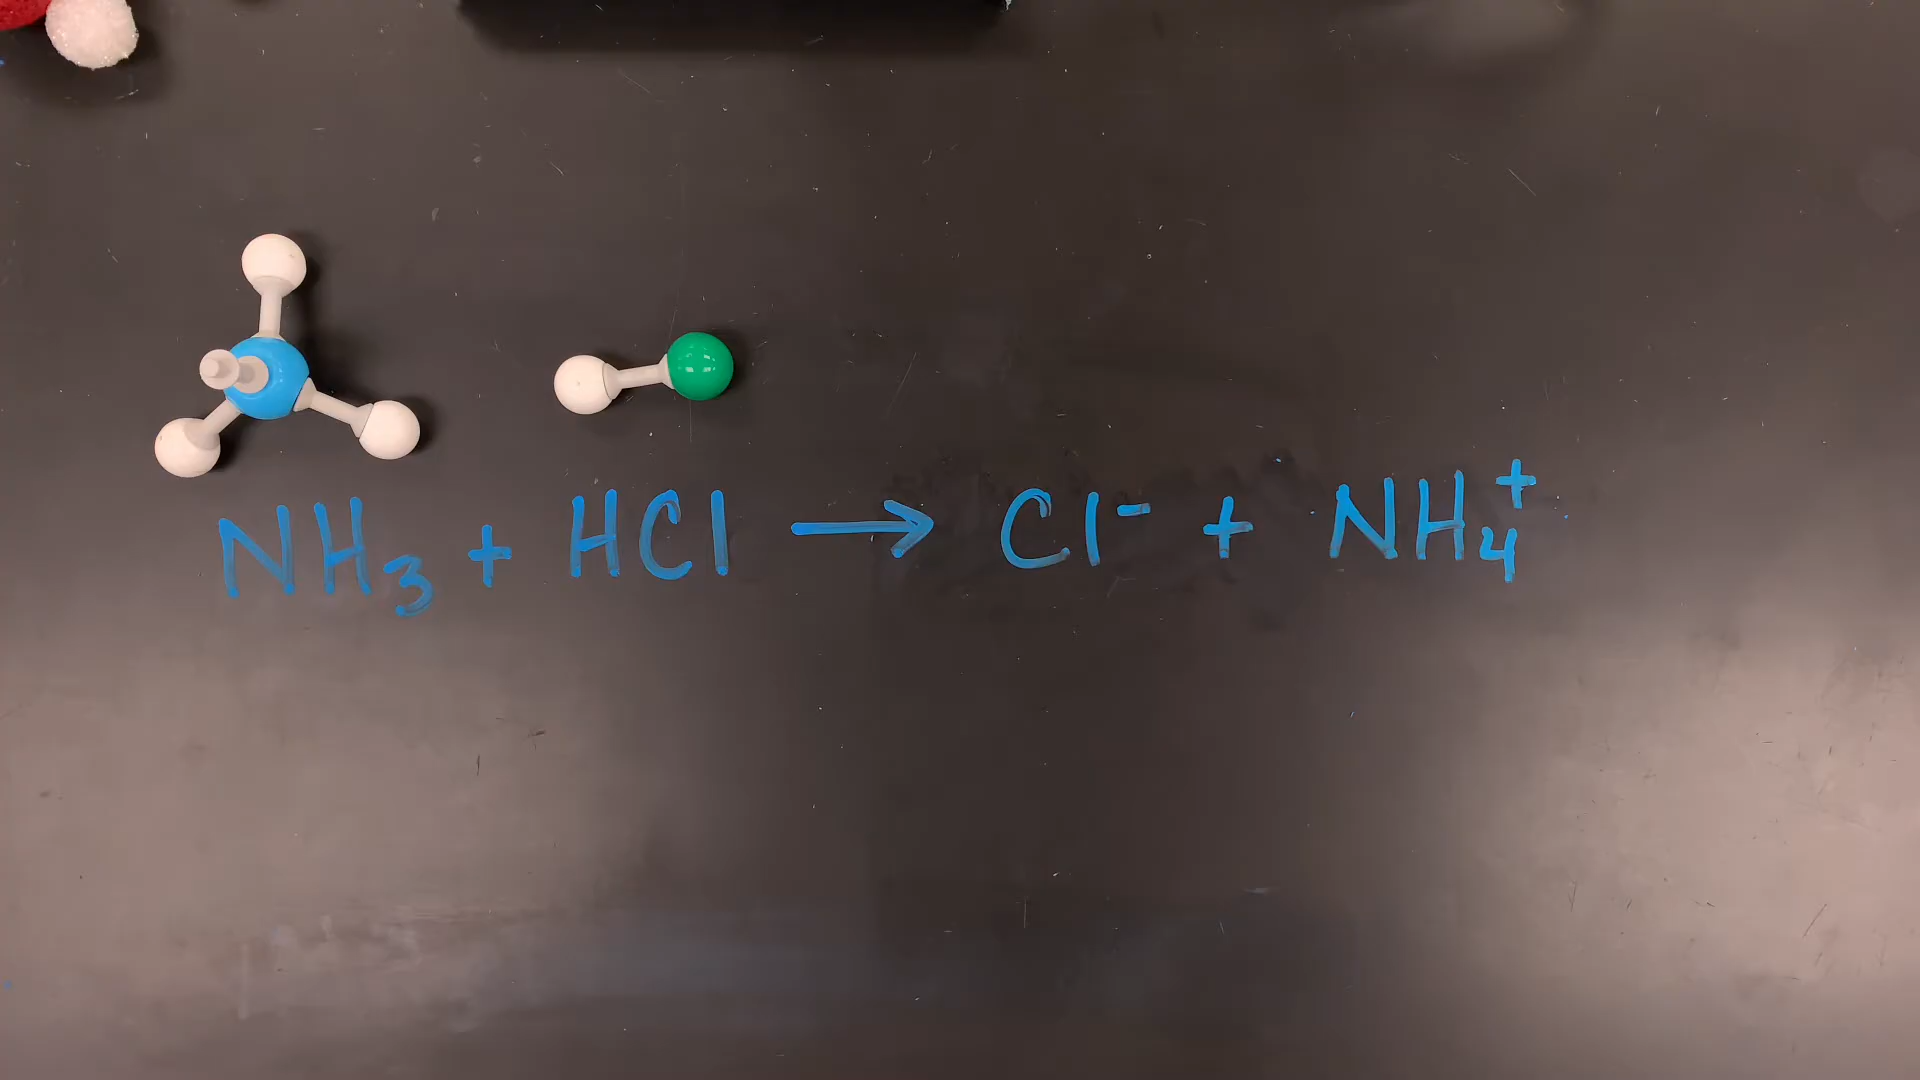 NH₃ + HCl → Cl⁻ + NH₄⁺